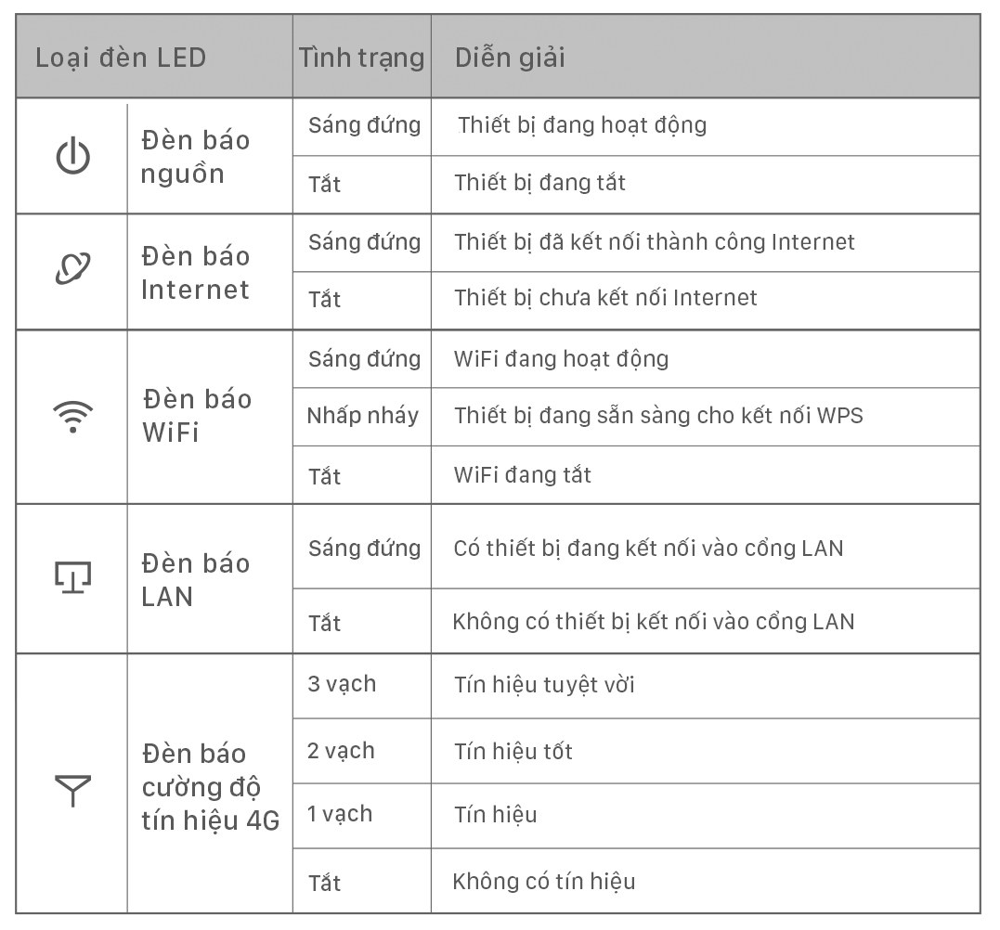 Loại đèn LED Tình trạng Diễn giải
Đèn báo
nguồn
Sáng đứng Thiết bị đang hoạt động
Tắt Thiết bị đang tắt
Đèn báo
Internet
Sáng đứng Thiết bị đã kết nối thành công Internet
Tắt Thiết bị chưa kết nối Internet
Đèn báo
WiFi
Sáng đứng WiFi đang hoạt động
Nhấp nháy Thiết bị đang sẵn sàng cho kết nối WPS
Tắt WiFi đang tắt
Đèn báo
LAN
Sáng đứng Có thiết bị đang kết nối vào cổng LAN
Tắt Không có thiết bị kết nối vào cổng LAN
Đèn báo
cường độ
tín hiệu 4G
3 vạch Tín hiệu tuyệt vời
2 vạch Tín hiệu tốt
1 vạch Tín hiệu
Tắt Không có tín hiệu